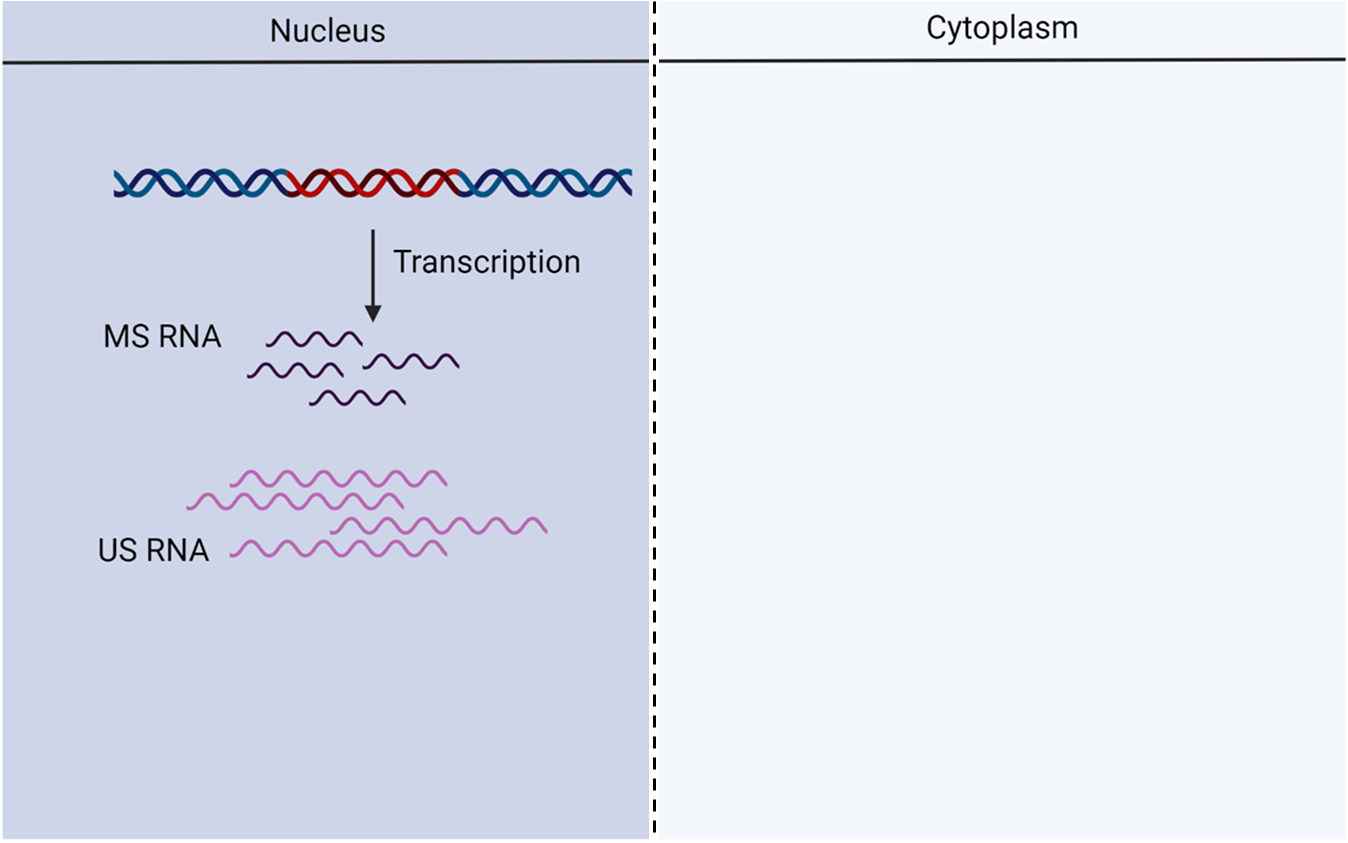 Nucleus
Cytoplasm
Transcription
MS RNA
US RNA